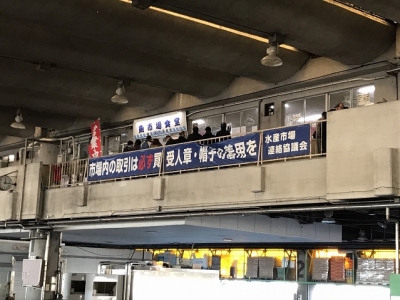 魚市場食堂
市場内の取引は必ず買受人章・帽子の着用を
水産市場
連絡協議会